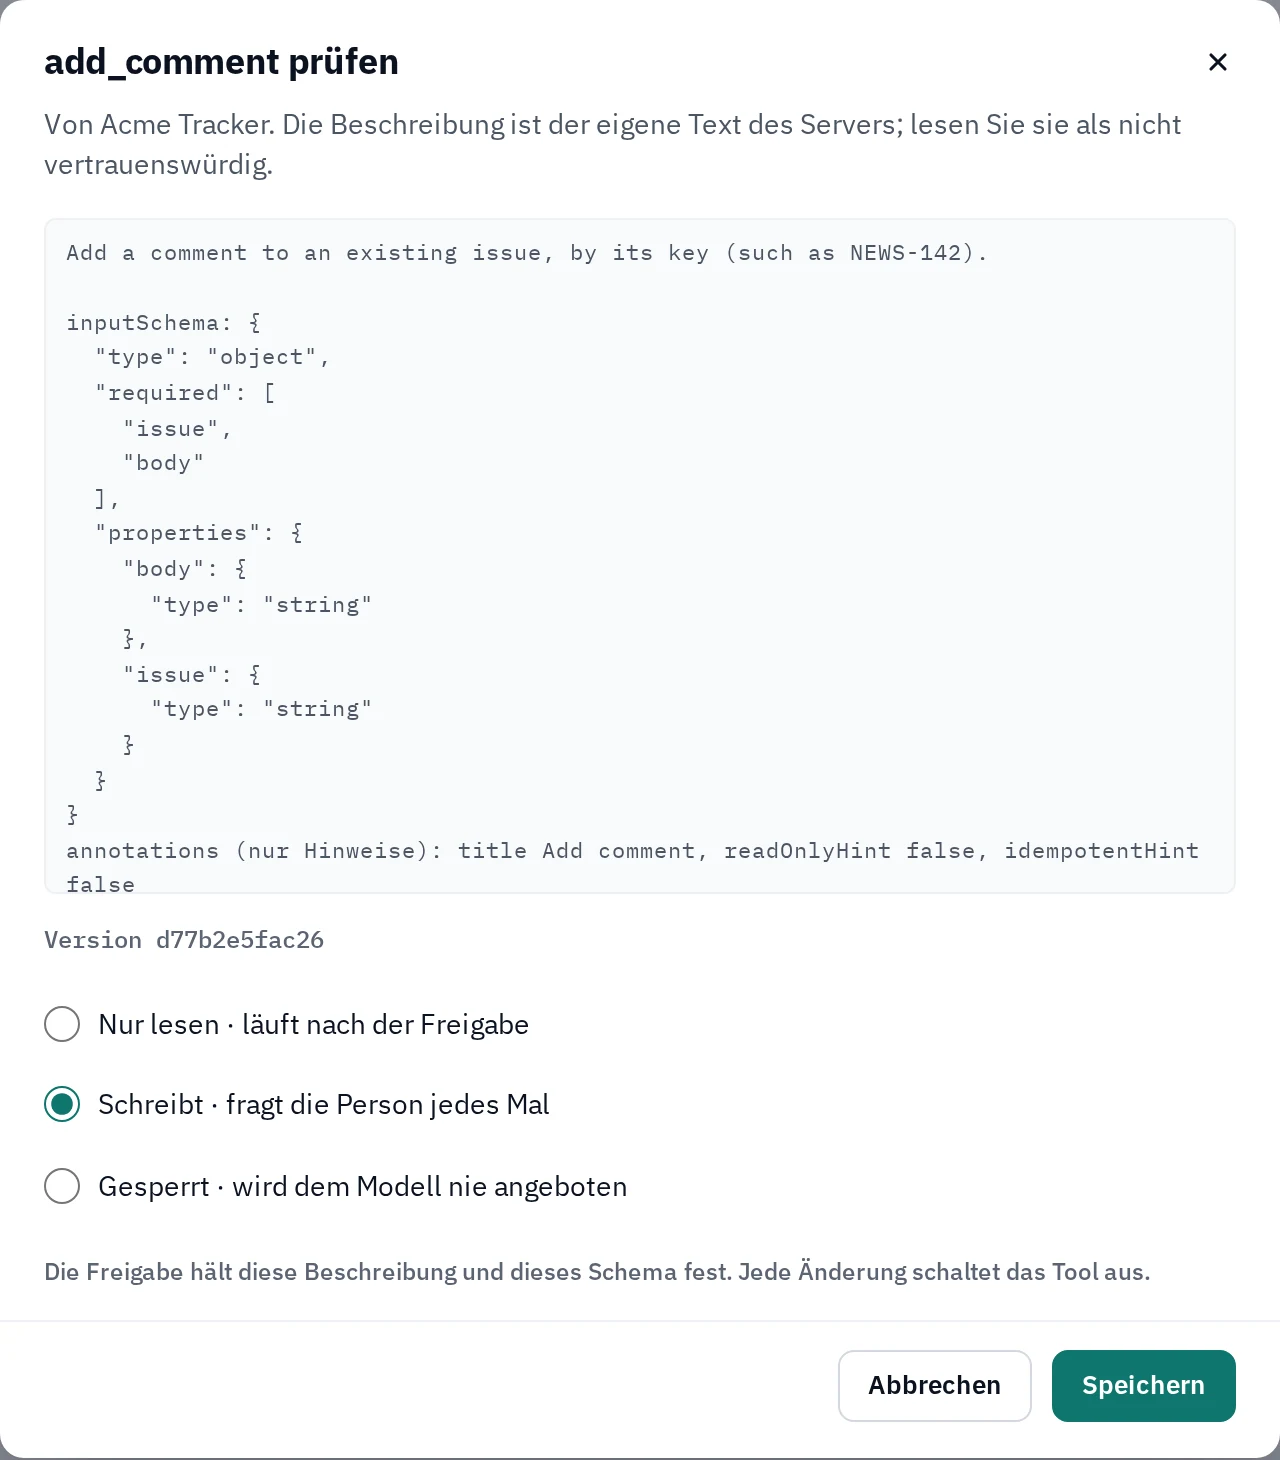 add_comment prüfen
Von Acme Tracker. Die Beschreibung ist der eigene Text des Servers; lesen Sie sie als nicht
vertrauenswürdig.
Add a comment to an existing issue, by its key (such as NEWS-142).
inputSchema: {
  "type": "object",
  "required": [
    "issue",
    "body"
  ],
  "properties": {
    "body": {
      "type": "string"
    },
    "issue": {
      "type": "string"
    }
  }
}
annotations (nur Hinweise): title Add comment, readOnlyHint false, idempotentHint
false
Version d77b2e5fac26
Nur lesen · läuft nach der Freigabe
Schreibt · fragt die Person jedes Mal
Gesperrt · wird dem Modell nie angeboten
Die Freigabe hält diese Beschreibung und dieses Schema fest. Jede Änderung schaltet das Tool aus.
Abbrechen
Speichern